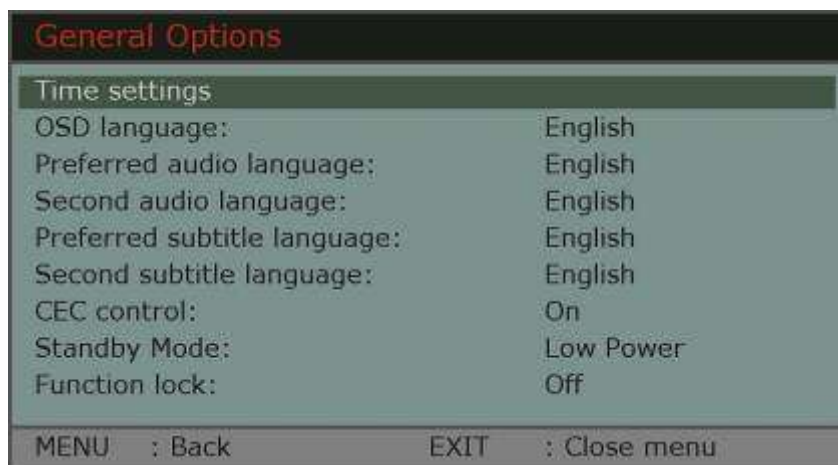 General Options
Time settings
OSD language: English
Preferred audio language: English
Second audio language: English
Preferred subtitle language: English
Second subtitle language: English
CEC control: On
Standby Mode: Low Power
Function lock: Off
MENU : Back EXIT : Close menu